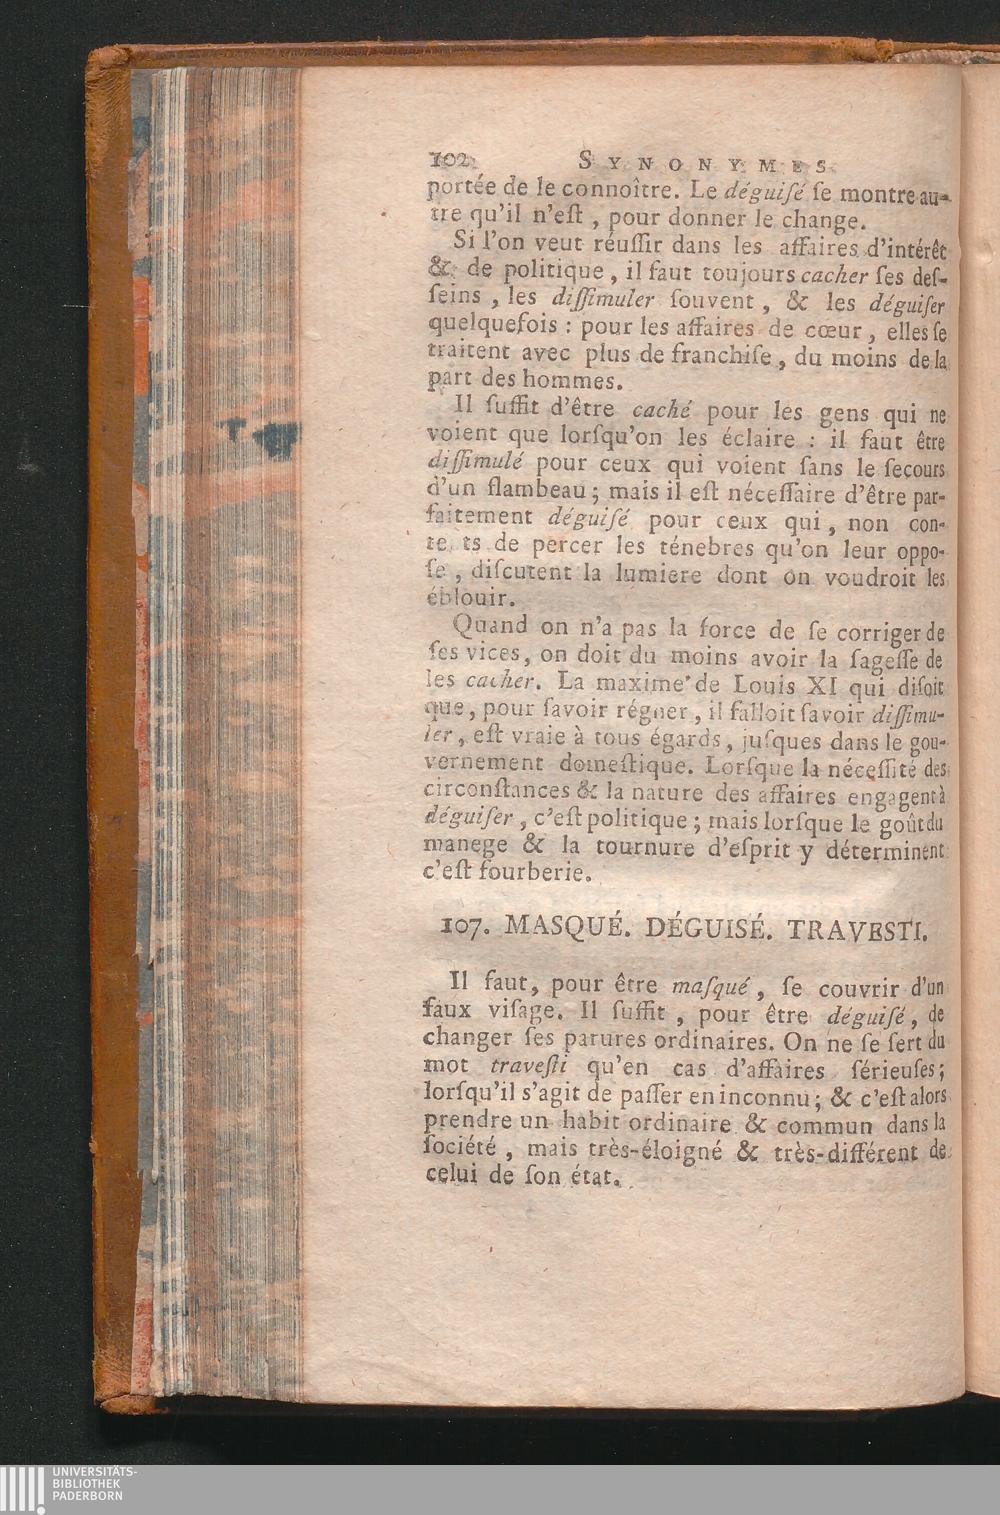 102 SYNONYMES
portée de le connoître. Le déguiſé ſe montre au-
tre qu'il n'eſt, pour donner le change.
Si l'on veut réuſſir dans les affaires d'intérêt
& de politique, il faut toujours cacher ſes deſ-
ſeins, les diſſimuler ſouvent, & les déguiſer
quelquefois : pour les affaires de cœur, elles ſe
traitent avec plus de franchiſe, du moins de la
part des hommes.
Il ſuffit d'être caché pour les gens qui ne
voient que lorſqu'on les éclaire : il faut être
diſſimulé pour ceux qui voient ſans le ſecours
d'un flambeau ; mais il eſt néceſſaire d'être par-
faitement déguiſé pour ceux qui, non con-
te ts de percer les ténebres qu'on leur oppo-
ſe, diſcutent la lumiere dont on voudroit les
éblouir.
Quand on n'a pas la force de ſe corriger de
ſes vices, on doit du moins avoir la ſageſſe de
les cacher. La maxime de Louis XI qui diſoit
que, pour ſavoir régner, il falloit ſavoir diſſimu-
ler, eſt vraie à tous égards, juſques dans le gou-
vernement domeſtique. Lorſque la néceſſité des
circonſtances & la nature des affaires engagent à
déguiſer, c'eſt politique ; mais lorſque le goût du
manege & la tournure d'eſprit y déterminent
c'eſt fourberie.
107. MASQUÉ. DÉGUISÉ. TRAVESTI.
Il faut, pour être maſqué, ſe couvrir d'un
faux viſage. Il ſuffit, pour être déguiſé, de
changer ſes parures ordinaires. On ne ſe ſert du
mot traveſti qu'en cas d'affaires ſérieuſes ;
lorſqu'il s'agit de paſſer en inconnu ; & c'eſt alors
prendre un habit ordinaire & commun dans la
ſociété, mais très-éloigné & très-différent de
celui de ſon état.
UNIVERSITÄTS-
BIBLIOTHEK
PADERBORN